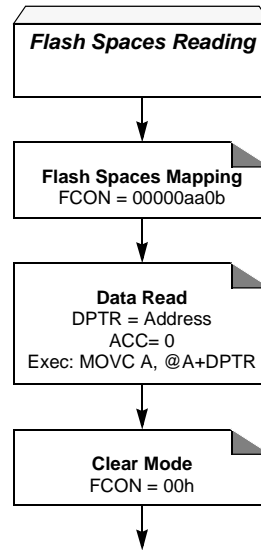 Flash Spaces Reading
Flash Spaces Mapping
FCON = 00000aa0b
Data Read
DPTR = Address
ACC= 0
Exec: MOVC A, @A+DPTR
Clear Mode
FCON = 00h